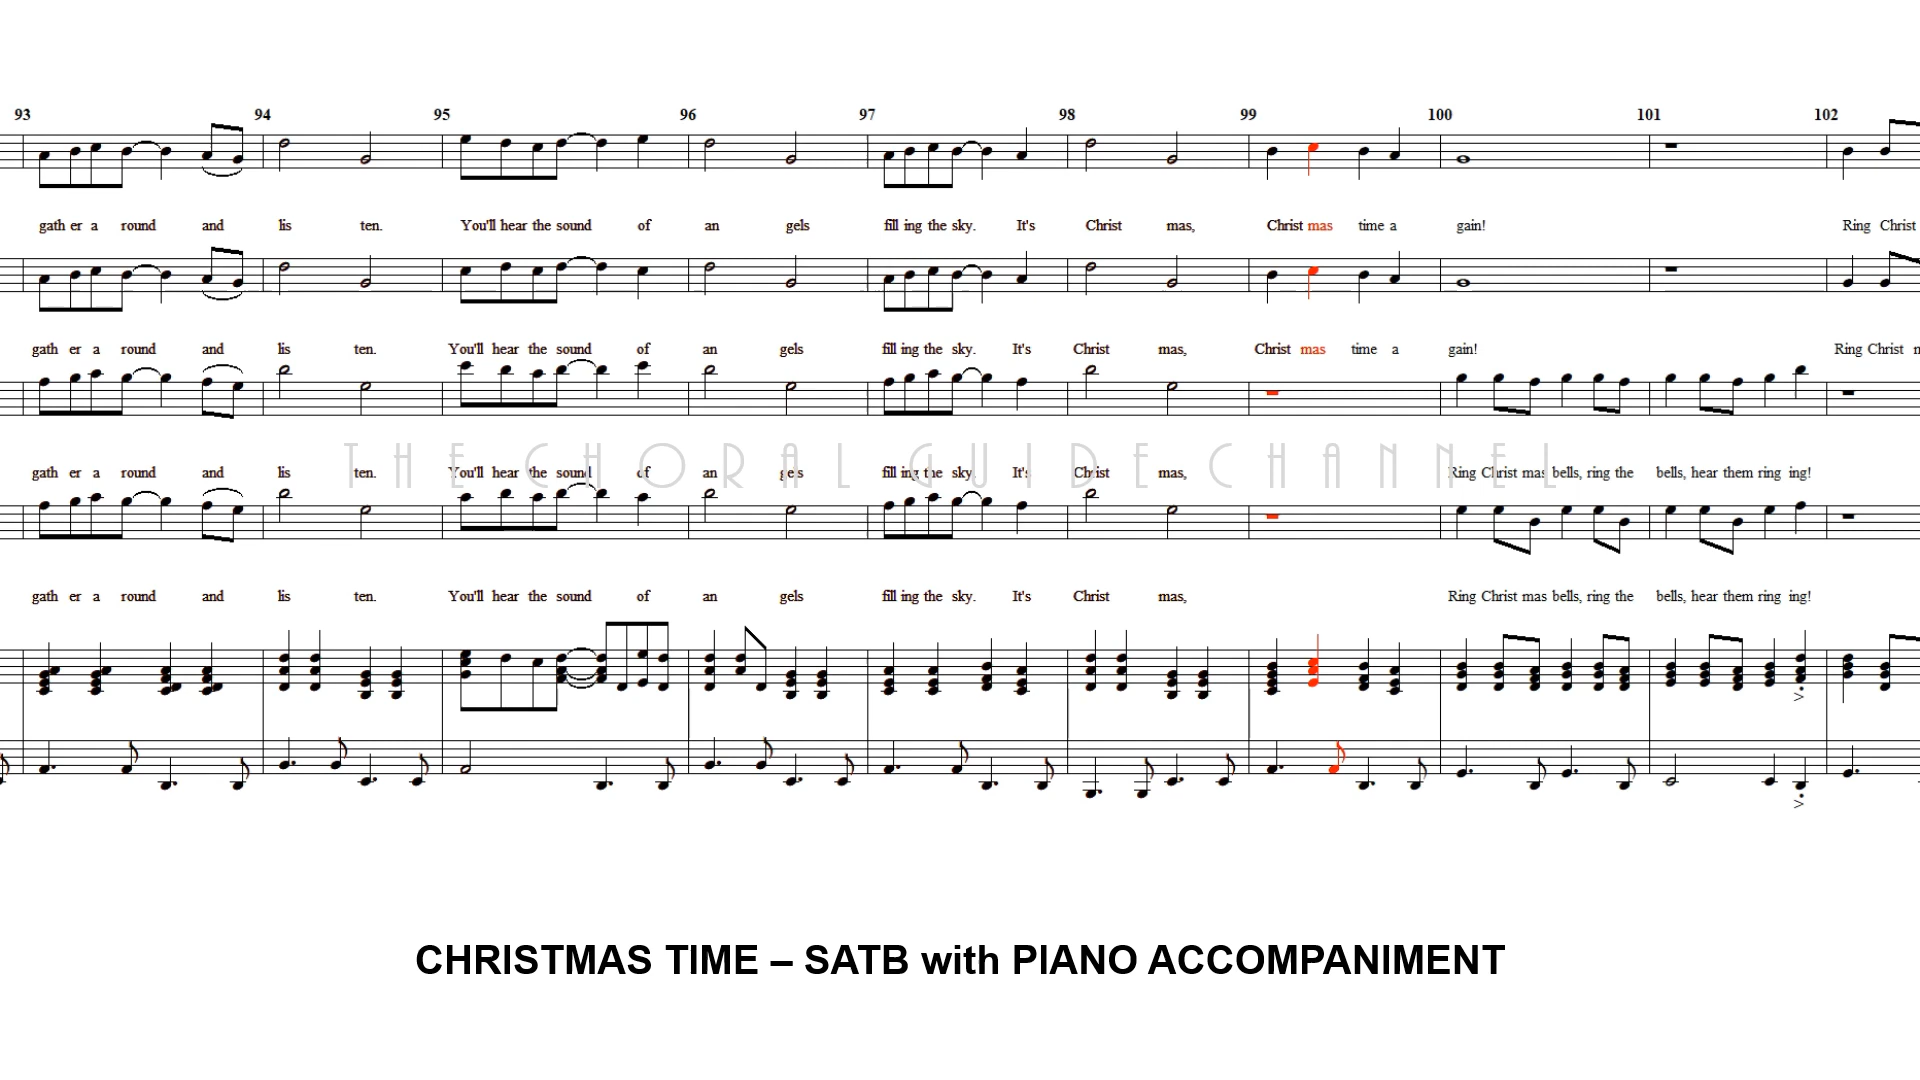 93 94 95 96 97 98 99 100 101 102
gath er a round and lis ten. You'll hear the sound of an gels fill ing the sky. It's Christ mas, Christ mas time a gain! Ring Christ
gath er a round and lis ten. You'll hear the sound of an gels fill ing the sky. It's Christ mas, Christ mas time a gain! Ring Christ
THE CHORAL GUIDE CHANNEL
gath er a round and lis ten. You'll hear the sound of an gels fill ing the sky. It's Christ mas, Ring Christ mas bells, ring the bells, hear them ring ing!
gath er a round and lis ten. You'll hear the sound of an gels fill ing the sky. It's Christ mas, Ring Christ mas bells, ring the bells, hear them ring ing!
CHRISTMAS TIME – SATB with PIANO ACCOMPANIMENT